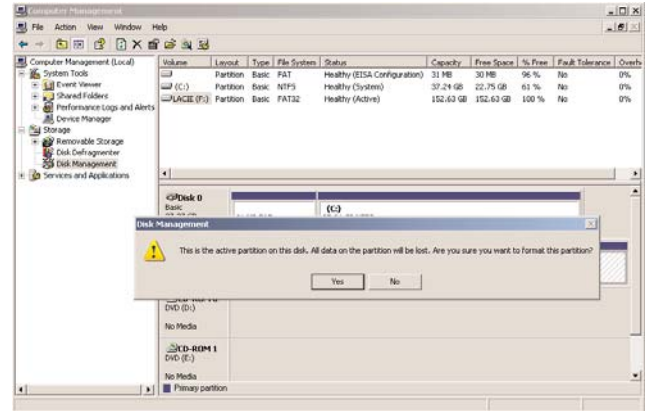 Computer Management
File Action View Window Help
Computer Management (Local)
System Tools
Event Viewer
Shared Folders
Performance Logs and Alerts
Device Manager
Storage
Removable Storage
Disk Defragmenter
Disk Management
Services and Applications
Volume Layout Type File System Status Capacity Free Space % Free Fault Tolerance Overh
Partition Basic FAT Healthy (EISA Configuration) 31 MB 30 MB 96 % No 0%
(C:) Partition Basic NTFS Healthy (System) 37.24 GB 22.75 GB 61 % No 0%
LACIE (F:) Partition Basic FAT32 Healthy (Active) 152.63 GB 152.63 GB 100 % No 0%
Disk 0
Basic
(C:)
Disk Management
This is the active partition on this disk. All data on the partition will be lost. Are you sure you want to format this partition?
Yes No
DVD (D:)
No Media
CD-ROM 1
DVD (E:)
No Media
Primary partition